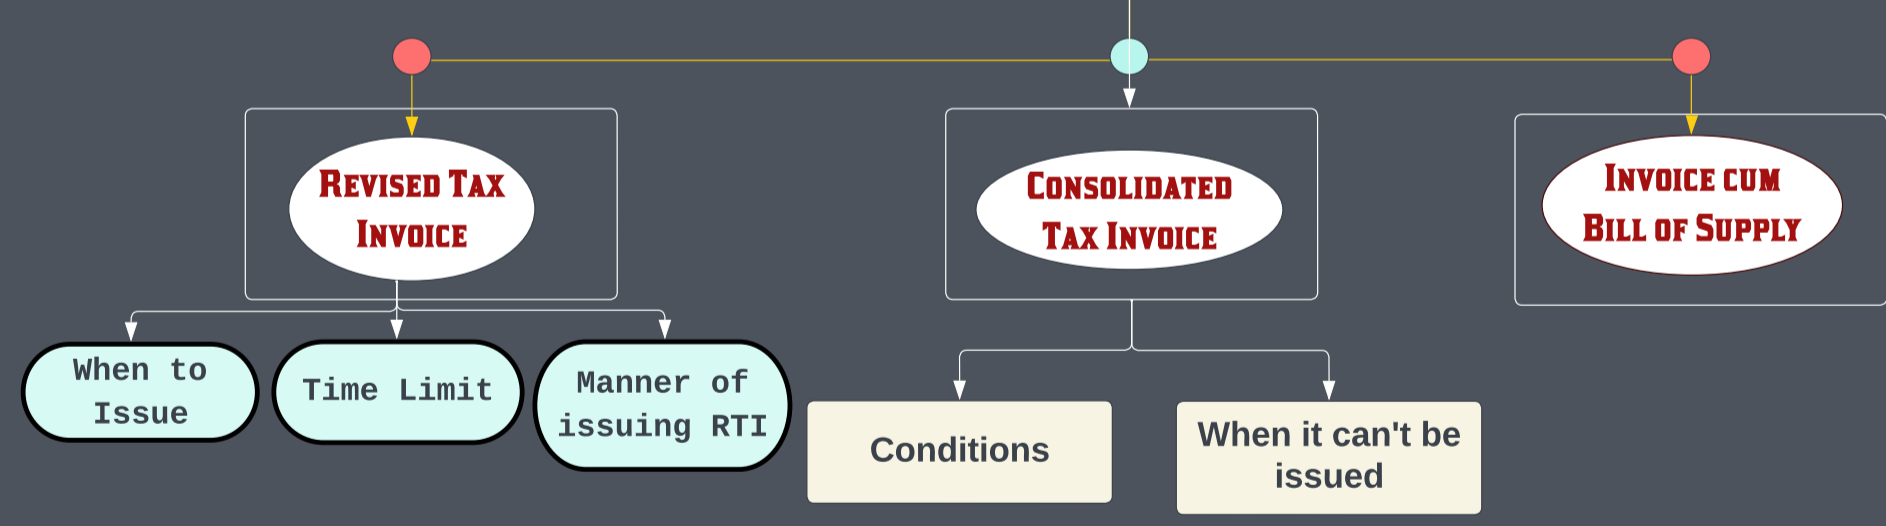 Revised Tax
Invoice
Consolidated
Tax Invoice
Invoice cum
Bill of Supply
When to
Issue
Time Limit
Manner of
issuing RTI
Conditions
When it can't be
issued